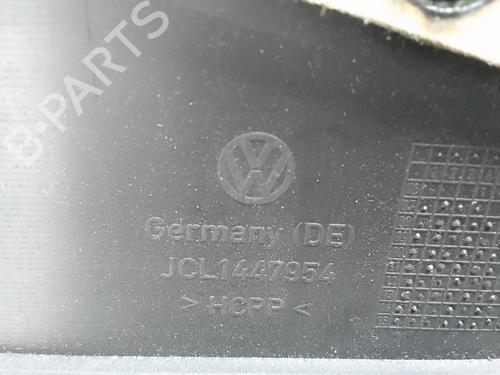 B-PARTS
VW
Germany (DE)
JCL1447954
> HCPP <